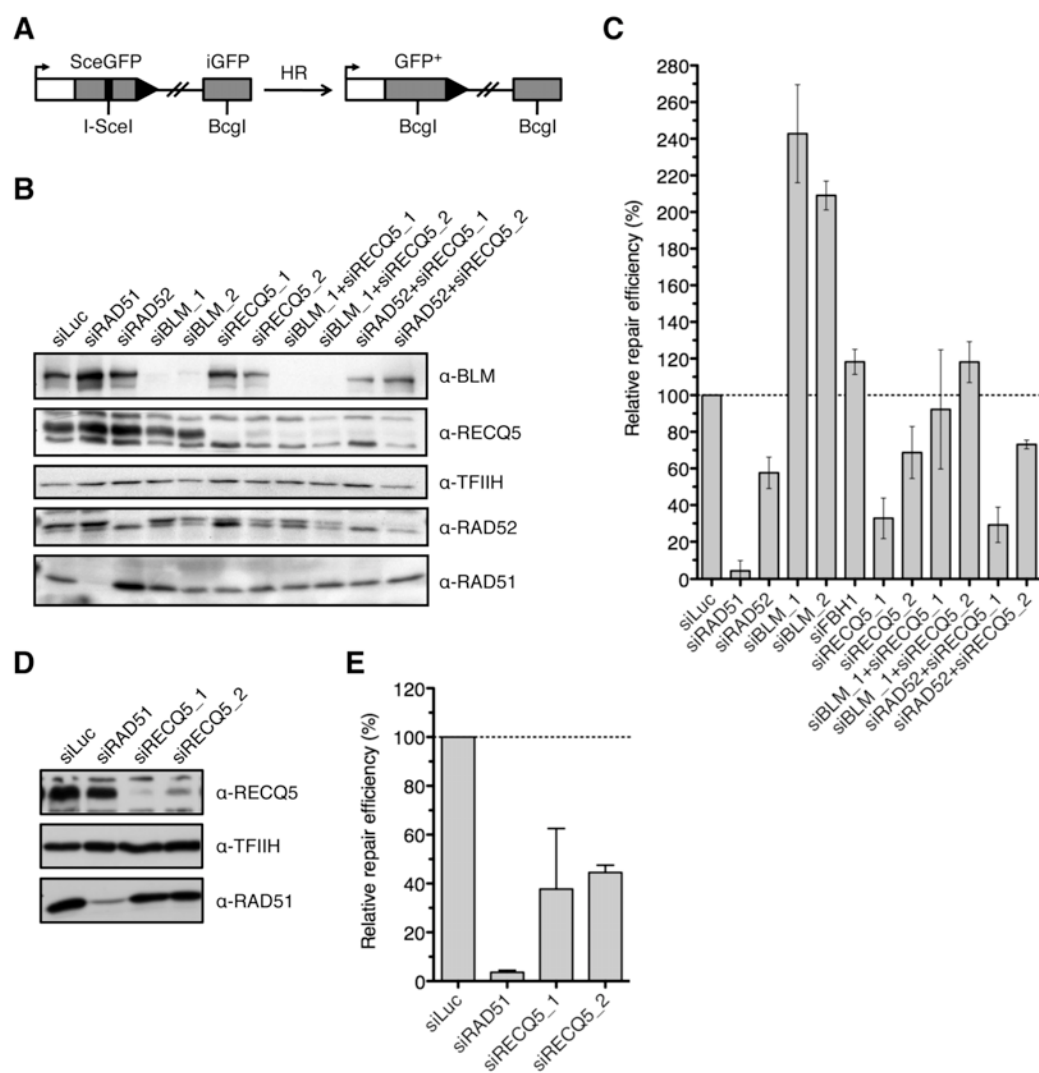 A
SceGFP
iGFP
HR
GFP+
I-SceI
BcgI
BcgI
BcgI
B
siLuc
siRAD51
siRAD52
siBLM_1
siBLM_2
siRECQ5_1
siRECQ5_2
siBLM_1+siRECQ5_1
siBLM_1+siRECQ5_2
siRAD52+siRECQ5_1
siRAD52+siRECQ5_2
α-BLM
α-RECQ5
α-TFIIH
α-RAD52
α-RAD51
C
Relative repair efficiency (%)
280
260
240
220
200
180
160
140
120
100
80
60
40
20
0
siLuc
siRAD51
siRAD52
siBLM_1
siBLM_2
siFBH1
siRECQ5_1
siRECQ5_2
siBLM_1+siRECQ5_1
siBLM_1+siRECQ5_2
siRAD52+siRECQ5_1
siRAD52+siRECQ5_2
D
siLuc
siRAD51
siRECQ5_1
siRECQ5_2
α-RECQ5
α-TFIIH
α-RAD51
E
Relative repair efficiency (%)
120
100
80
60
40
20
0
siLuc
siRAD51
siRECQ5_1
siRECQ5_2